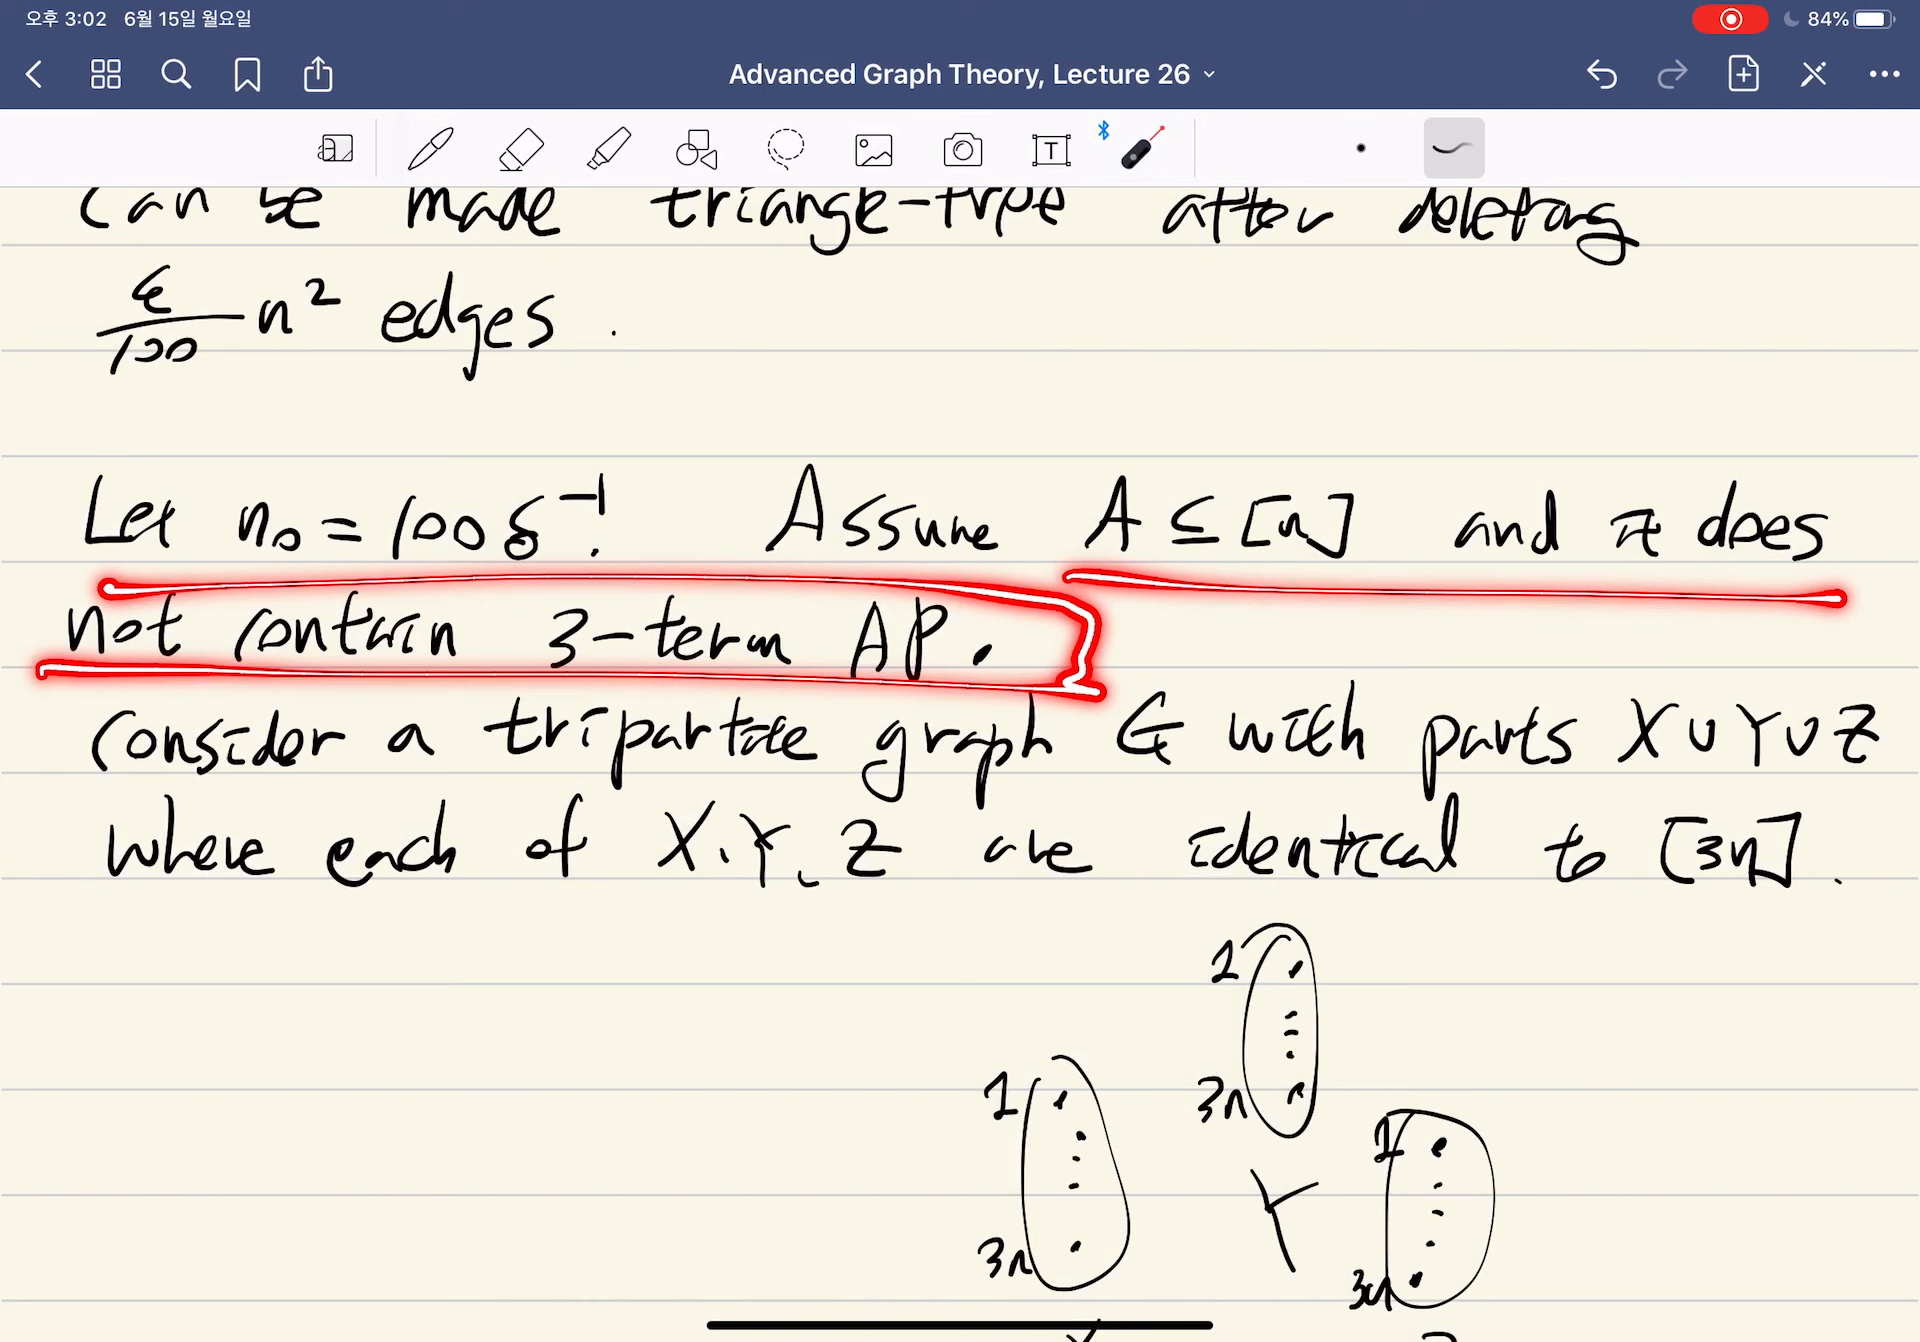 오후 3:02 6월 15일 월요일
84%
Advanced Graph Theory, Lecture 26
can be made triangle-free after deleting
ε/100 n² edges.
Let n₀ = 100δ⁻¹. Assure A ⊆ [n] and it does
not contain 3-term AP.
Consider a tripartite graph G with parts X∪Y∪Z
where each of X, Y, Z are identical to [3n].
1
3n
1
3n
Y
1
3n
X
Z